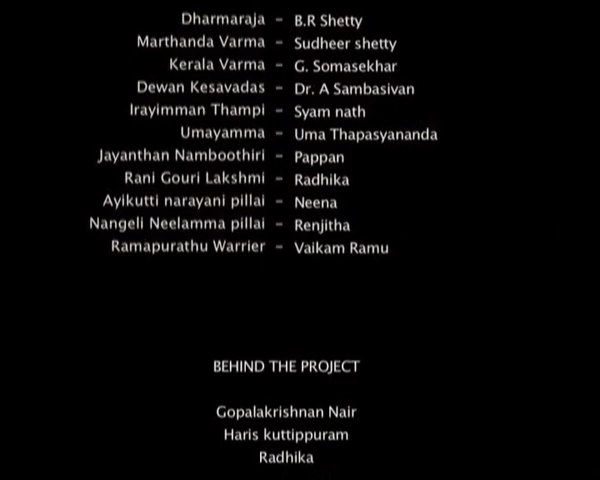 Dharmaraja - B.R Shetty
Marthanda Varma - Sudheer shetty
Kerala Varma - G. Somasekhar
Dewan Kesavadas - Dr. A Sambasivan
Irayimman Thampi - Syam nath
Umayamma - Uma Thapasyananda
Jayanthan Namboothiri - Pappan
Rani Gouri Lakshmi - Radhika
Ayikutti narayani pillai - Neena
Nangeli Neelamma pillai - Renjitha
Ramapurathu Warrier - Vaikam Ramu
BEHIND THE PROJECT
Gopalakrishnan Nair
Haris kuttippuram
Radhika